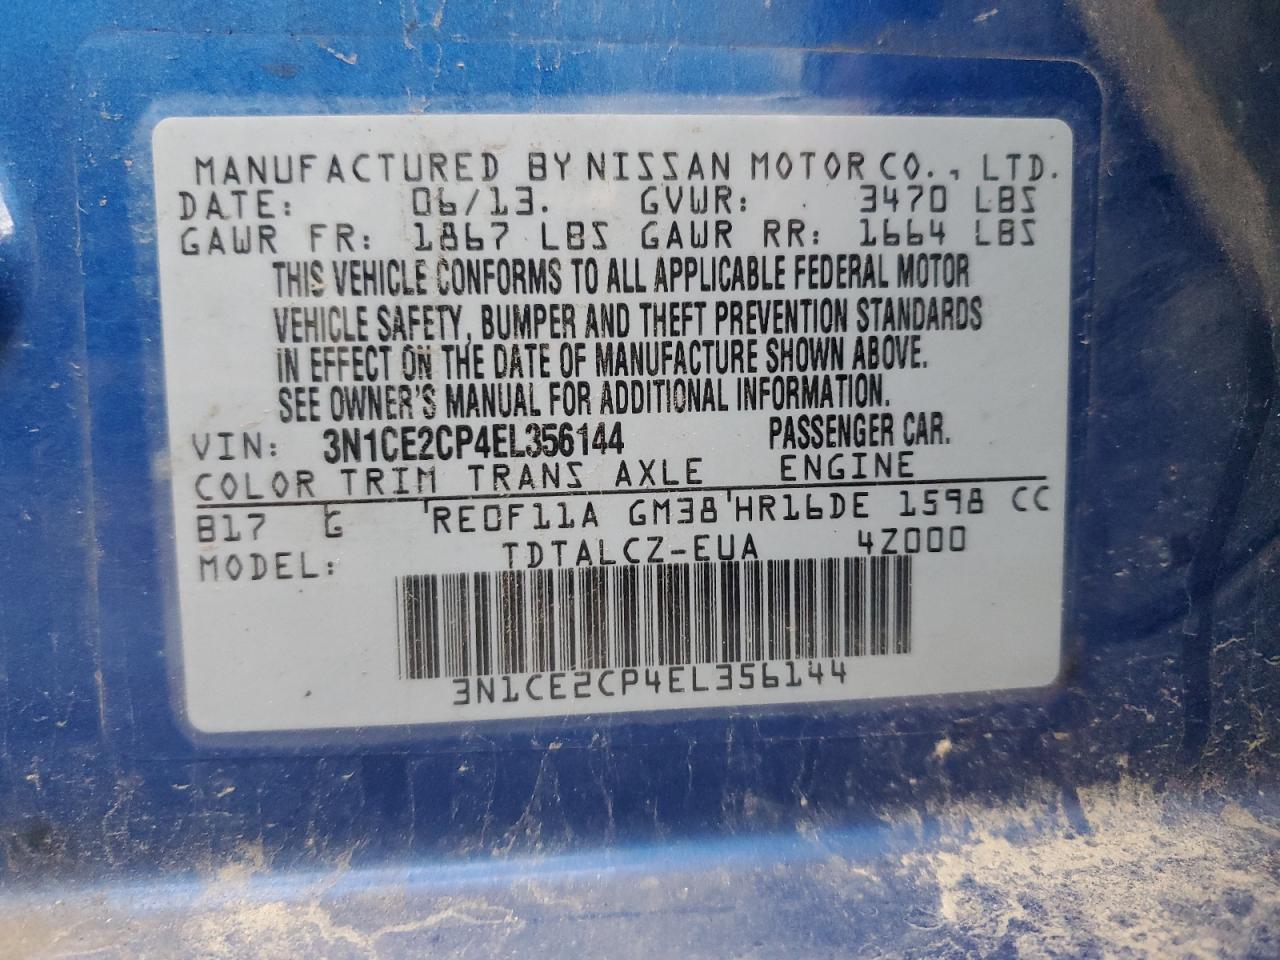 MANUFACTURED BY NISSAN MOTOR CO., LTD.
DATE: 06/13. GVWR: 3470 LBS
GAWR FR: 1867 LBS GAWR RR: 1664 LBS
THIS VEHICLE CONFORMS TO ALL APPLICABLE FEDERAL MOTOR
VEHICLE SAFETY, BUMPER AND THEFT PREVENTION STANDARDS
IN EFFECT ON THE DATE OF MANUFACTURE SHOWN ABOVE.
SEE OWNER'S MANUAL FOR ADDITIONAL INFORMATION.
VIN: 3N1CE2CP4EL356144 PASSENGER CAR.
COLOR TRIM TRANS AXLE ENGINE
B17 G RE0F11A GM38 HR16DE 1598 CC
MODEL: TDTALCZ-EUA 4Z000
3N1CE2CP4EL356144